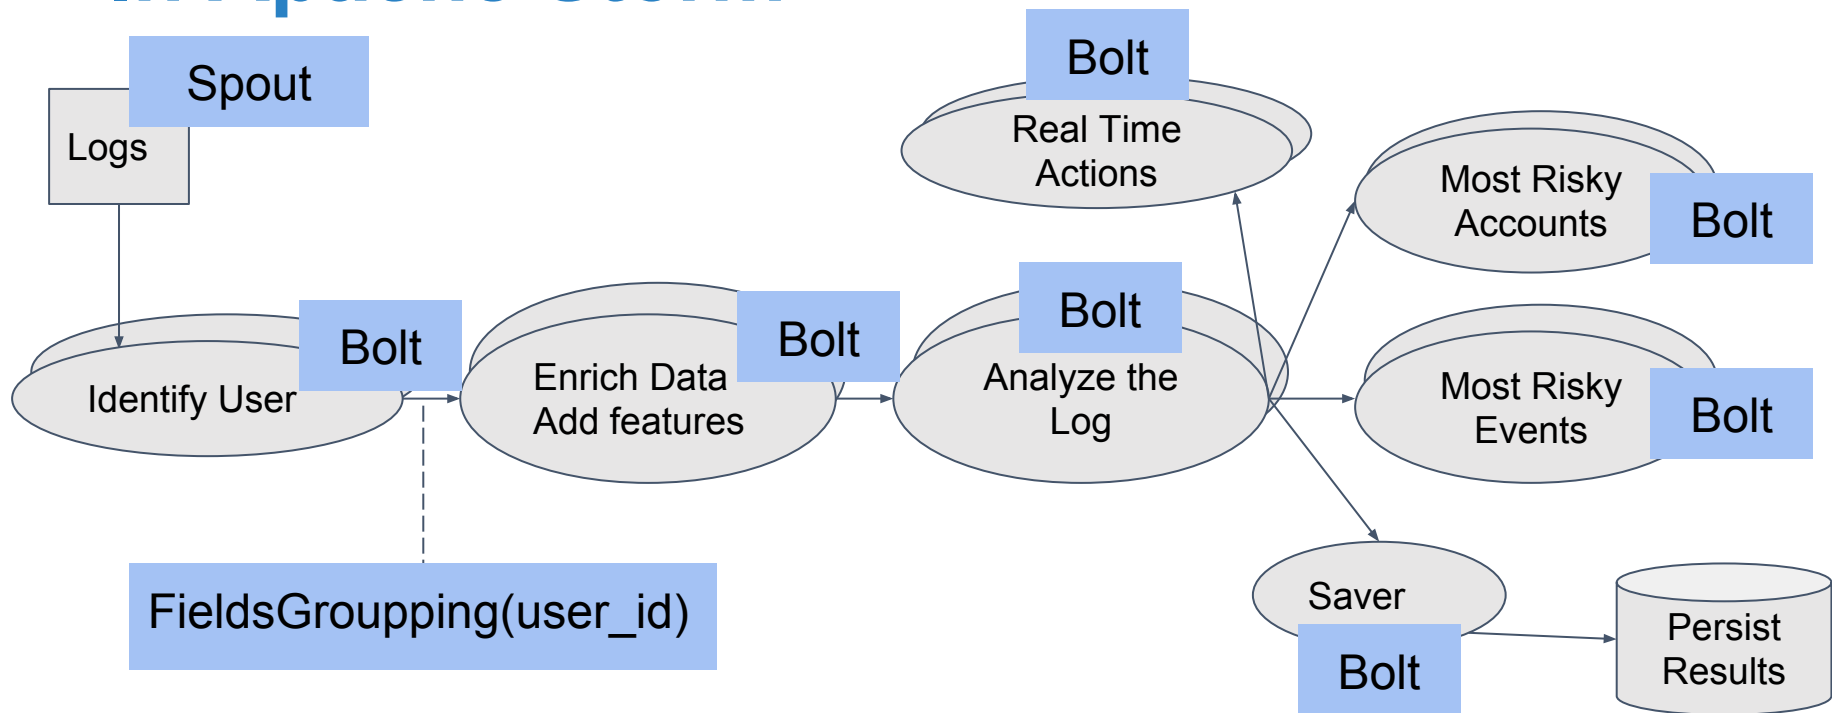 Spout
Logs
Bolt
Real Time
Actions
Most Risky
Accounts
Bolt
Bolt
Identify User
Bolt
Enrich Data
Add features
Bolt
Analyze the
Log
Most Risky
Events
Bolt
FieldsGroupping(user_id)
Saver
Bolt
Persist
Results